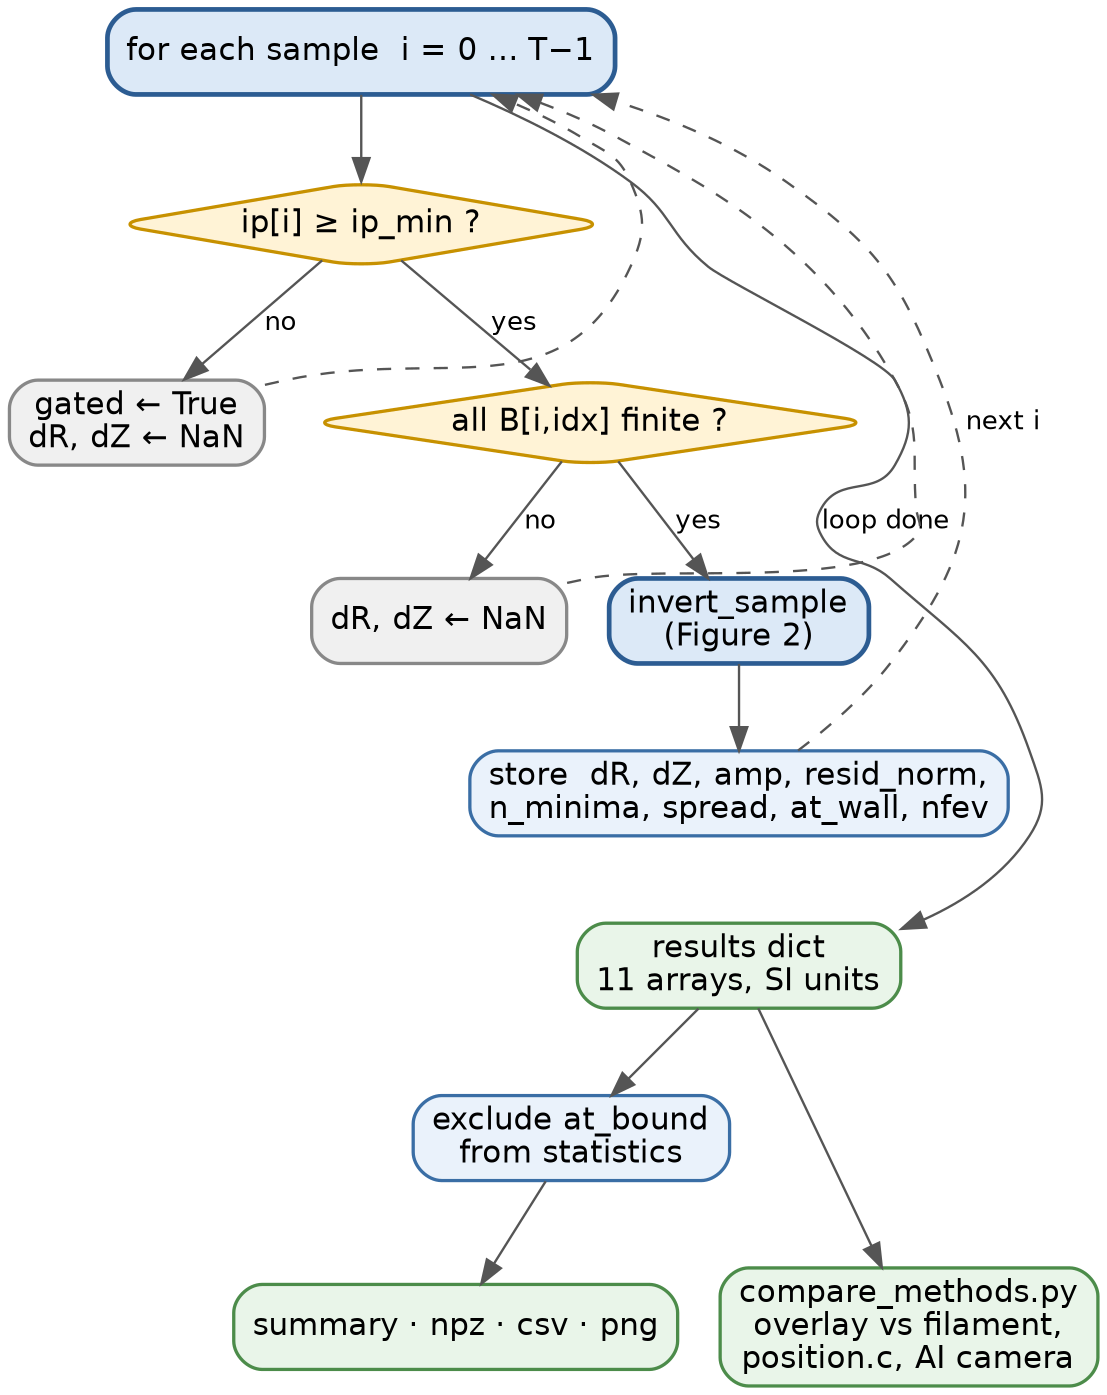 for each sample  i = 0 … T−1
ip[i] ≥ ip_min ?
no
yes
gated ← True
dR, dZ ← NaN
all B[i,idx] finite ?
next i
no
yes
loop done
dR, dZ ← NaN
invert_sample
(Figure 2)
store  dR, dZ, amp, resid_norm,
n_minima, spread, at_wall, nfev
results dict
11 arrays, SI units
exclude at_bound
from statistics
summary · npz · csv · png
compare_methods.py
overlay vs filament,
position.c, AI camera